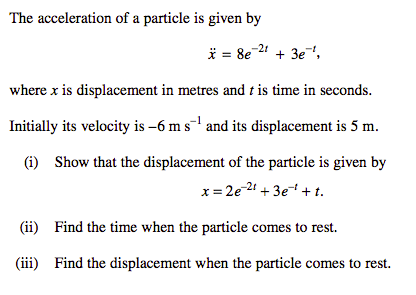 The acceleration of a particle is given by
ẍ = 8e⁻²ᵗ + 3e⁻ᵗ,
where x is displacement in metres and t is time in seconds.
Initially its velocity is –6 m s⁻¹ and its displacement is 5 m.
(i) Show that the displacement of the particle is given by
x = 2e⁻²ᵗ + 3e⁻ᵗ + t.
(ii) Find the time when the particle comes to rest.
(iii) Find the displacement when the particle comes to rest.